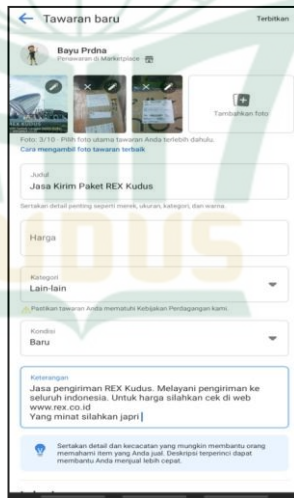 Tawaran baru
Terbitkan
Bayu Prdna
Penawaran di Marketplace
Tambahkan foto
Foto: 3/10 - Pilih foto utama tawaran Anda terlebih dahulu.
Cara mengambil foto tawaran terbaik
Judul
Jasa Kirim Paket REX Kudus
Sertakan detail penting seperti merek, ukuran, kategori, dan warna.
Harga
Kategori
Lain-lain
Pastikan tawaran Anda mematuhi Kebijakan Perdagangan kami.
Kondisi
Baru
Keterangan
Jasa pengiriman REX Kudus. Melayani pengiriman ke
seluruh indonesia. Untuk harga silahkan cek di web
www.rex.co.id
Yang minat silahkan japri
Sertakan detail dan kecacatan yang mungkin membantu orang
memahami item yang Anda jual. Deskripsi terperinci dapat
membantu Anda menjual lebih cepat.